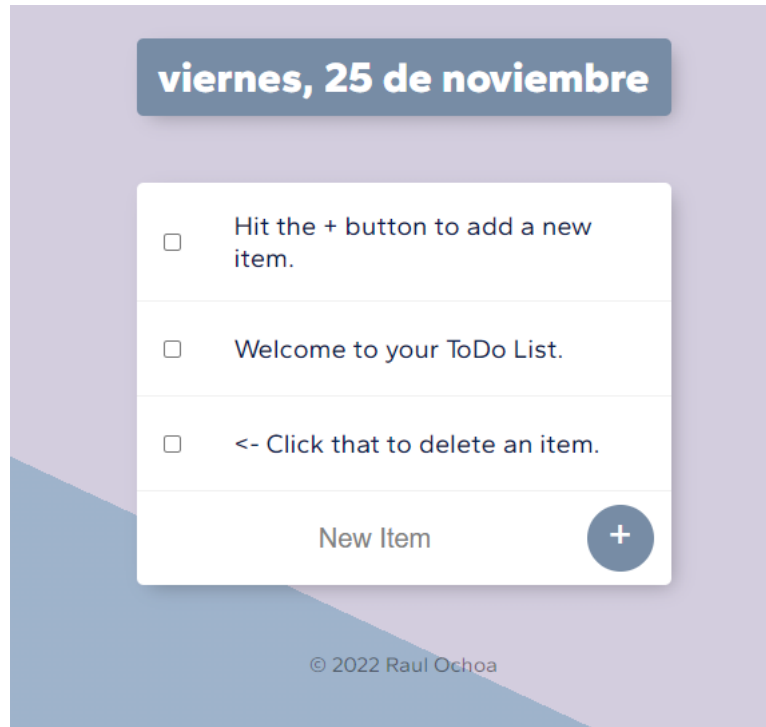 viernes, 25 de noviembre
Hit the + button to add a new
item.
Welcome to your ToDo List.
<- Click that to delete an item.
New Item
+
© 2022 Raul Ochoa